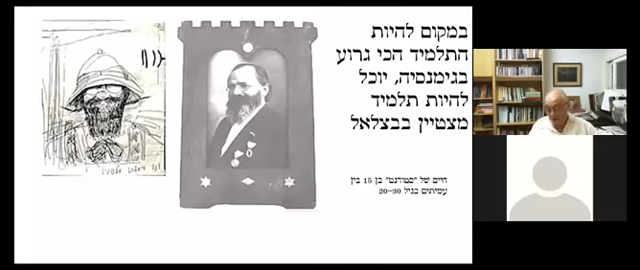 במקום להיות
התלמיד הכי גרוע
בגימנסיה, יוכל
להיות תלמיד
מצטיין בבצלאל
חיים של "סטודנט" בן 15 בין
עמיתים בגיל 20–30